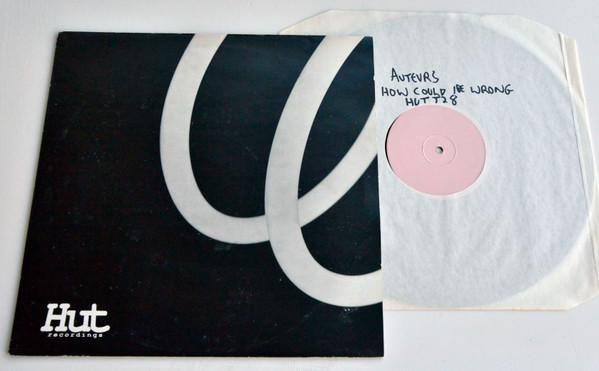 AUTEURS
HOW COULD I BE WRONG
HUT T28
Hut
recordings